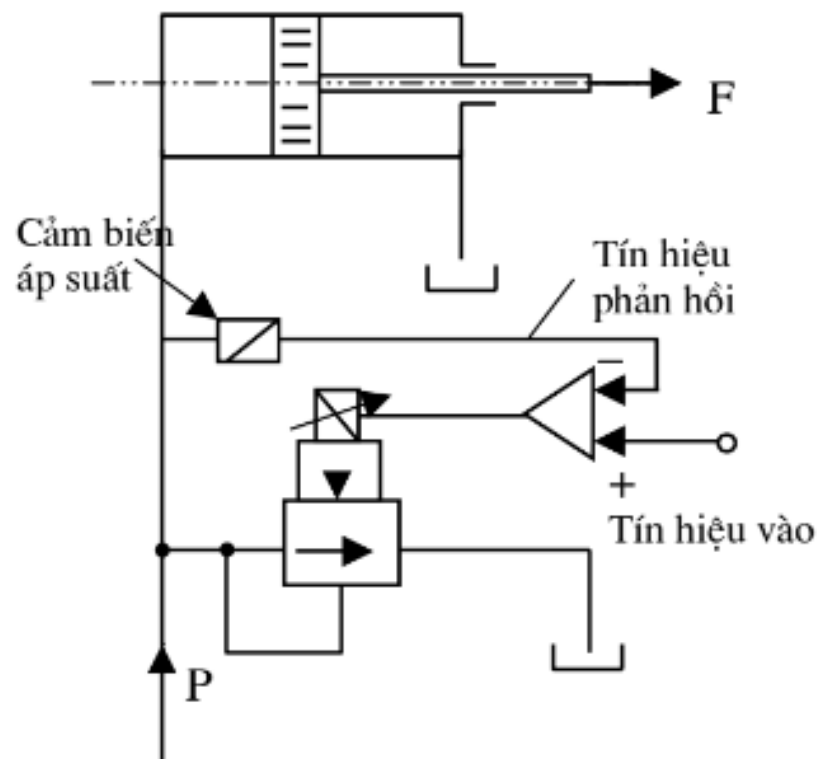 F
Cảm biến
áp suất
Tín hiệu
phản hồi
−
+
Tín hiệu vào
P